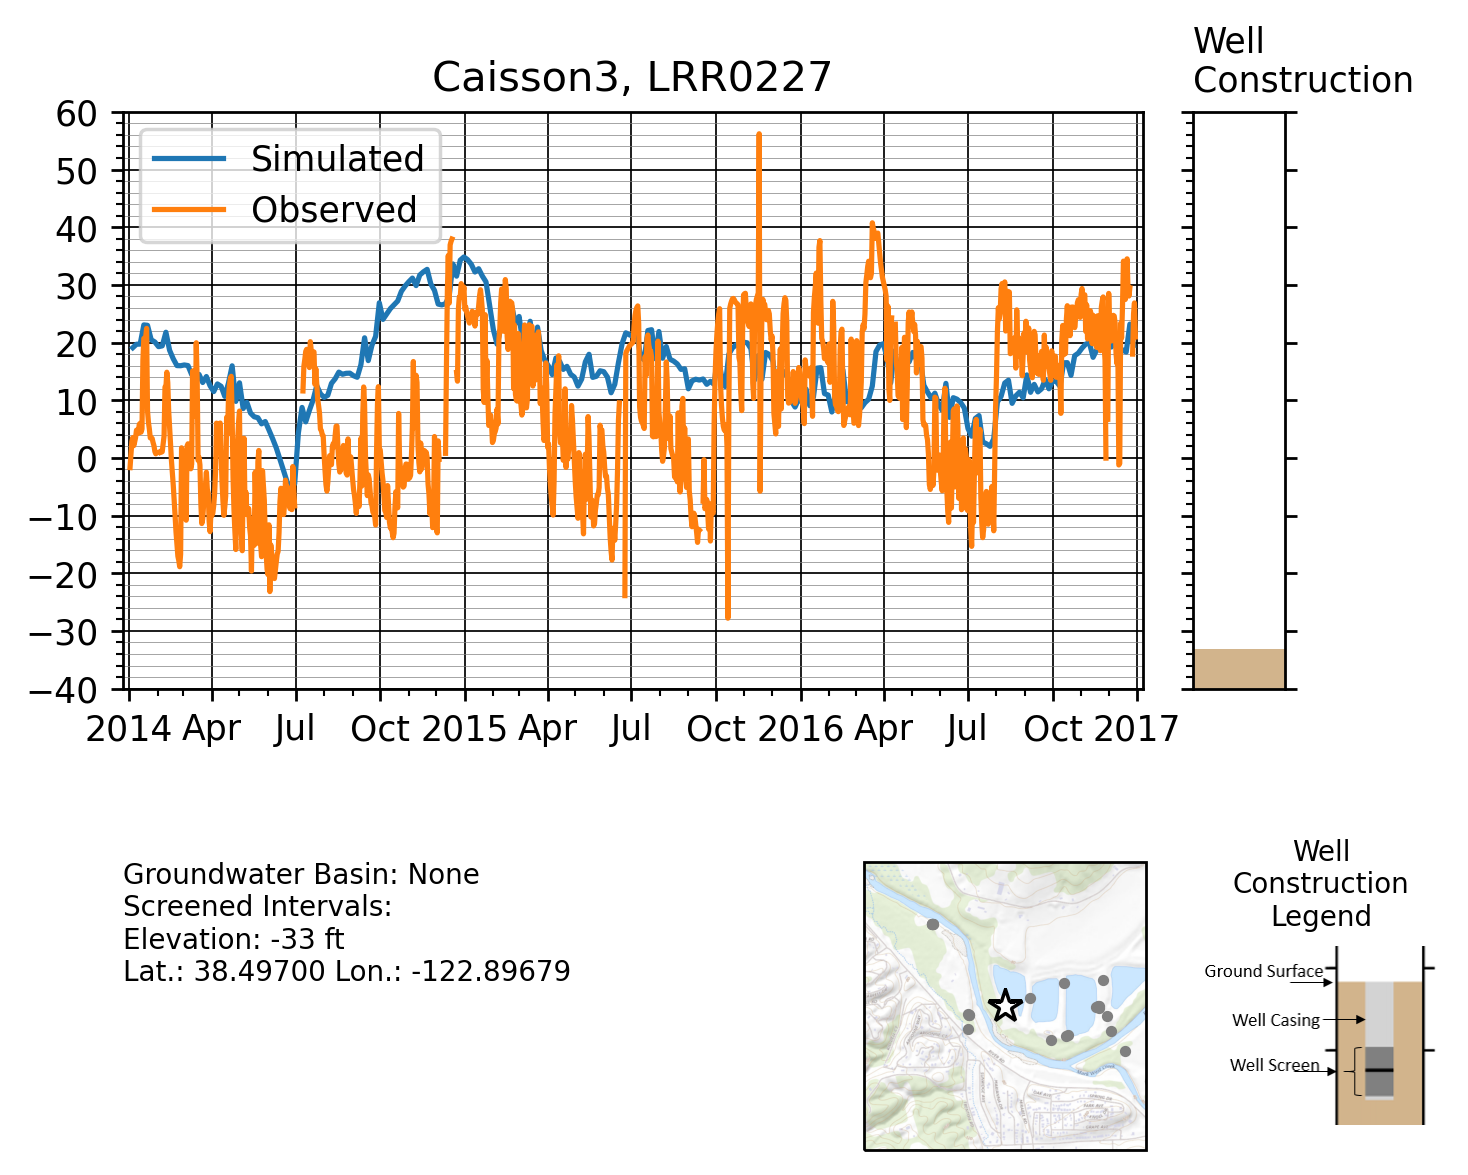 Well
Construction
Caisson3, LRR0227
60
50
40
30
20
10
0
−10
−20
−30
−40
Simulated
Observed
2014 Apr Jul Oct 2015 Apr Jul Oct 2016 Apr Jul Oct 2017
Groundwater Basin: None
Screened Intervals:
Elevation: -33 ft
Lat.: 38.49700 Lon.: -122.89679
Well
Construction
Legend
Ground Surface
Well Casing
Well Screen